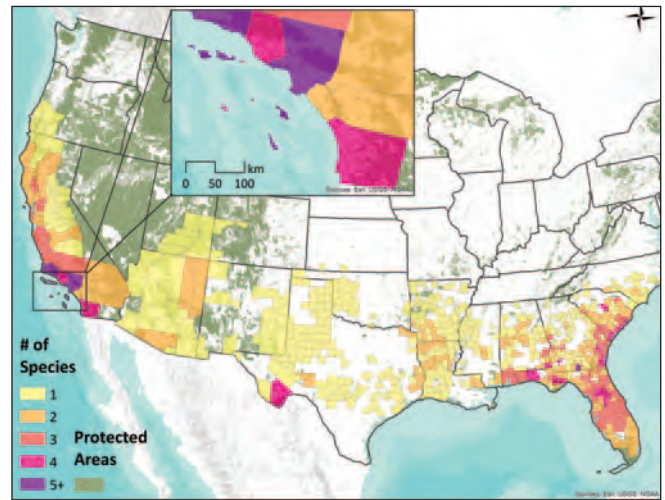 0 50 100
km
Sources: Esri, USGS, NOAA
# of
Species
1
2
3
4
5+
Protected
Areas
Sources: Esri, USGS, NOAA